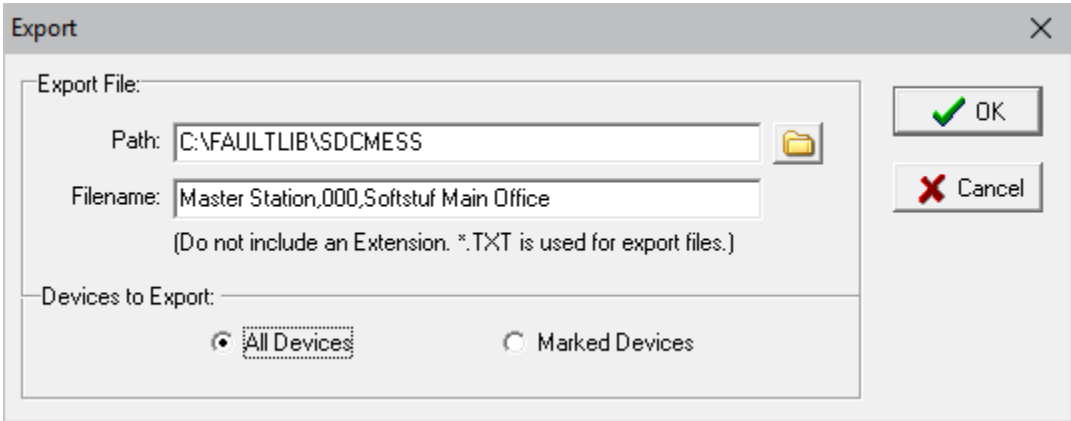 Export
Export File:
Path: C:\FAULTLIB\SDCMESS
OK
Filename: Master Station,000,Softstuf Main Office
Cancel
(Do not include an Extension. *.TXT is used for export files.)
Devices to Export:
All Devices Marked Devices